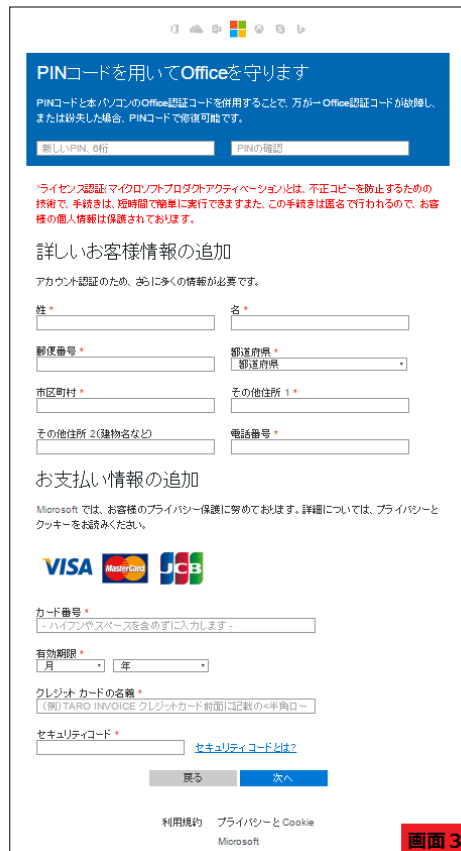 PINコードを用いてOfficeを守ります
PINコードと本パソコンのOffice認証コードを併用することで、万が一Office認証コードが故障し、
または紛失した場合、PINコードで修復可能です。
新しいPIN、6桁 PINの確認
*ライセンス認証(マイクロソフトプロダクトアクティベーション)とは、不正コピーを防止するための
技術で、手続きは、短時間で簡単に実行できますまた、この手続きは匿名で行われるので、お客
様の個人情報は保護されております。
詳しいお客様情報の追加
アカウント認証のため、さらに多くの情報が必要です。
姓 * 名 *
郵便番号 * 都道府県 *
都道府県
市区町村 * その他住所 1 *
その他住所 2(建物名など) 電話番号 *
お支払い情報の追加
Microsoft では、お客様のプライバシー保護に努めております。詳細については、プライバシーと
クッキーをお読みください。
VISA MasterCard JCB
カード番号 *
- ハイフンやスペースを含めずに入力します -
有効期限 *
月 年
クレジット カードの名義 *
(例)TARO INVOICE クレジットカード前面に記載の<半角ロー
セキュリティコード *
セキュリティコードとは?
戻る 次へ
利用規約 プライバシーと Cookie
Microsoft
画面3